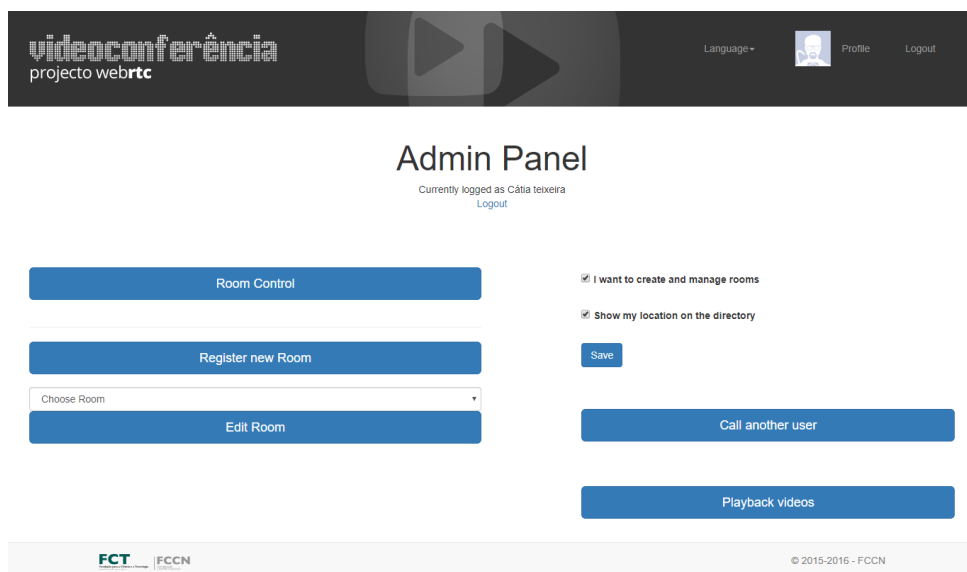 videoconferência
projecto webrtc
Language
Profile
Logout
Admin Panel
Currently logged as Cátia teixeira
Logout
Room Control
Register new Room
Choose Room
Edit Room
I want to create and manage rooms
Show my location on the directory
Save
Call another user
Playback videos
FCT
FCCN
© 2015-2016 - FCCN